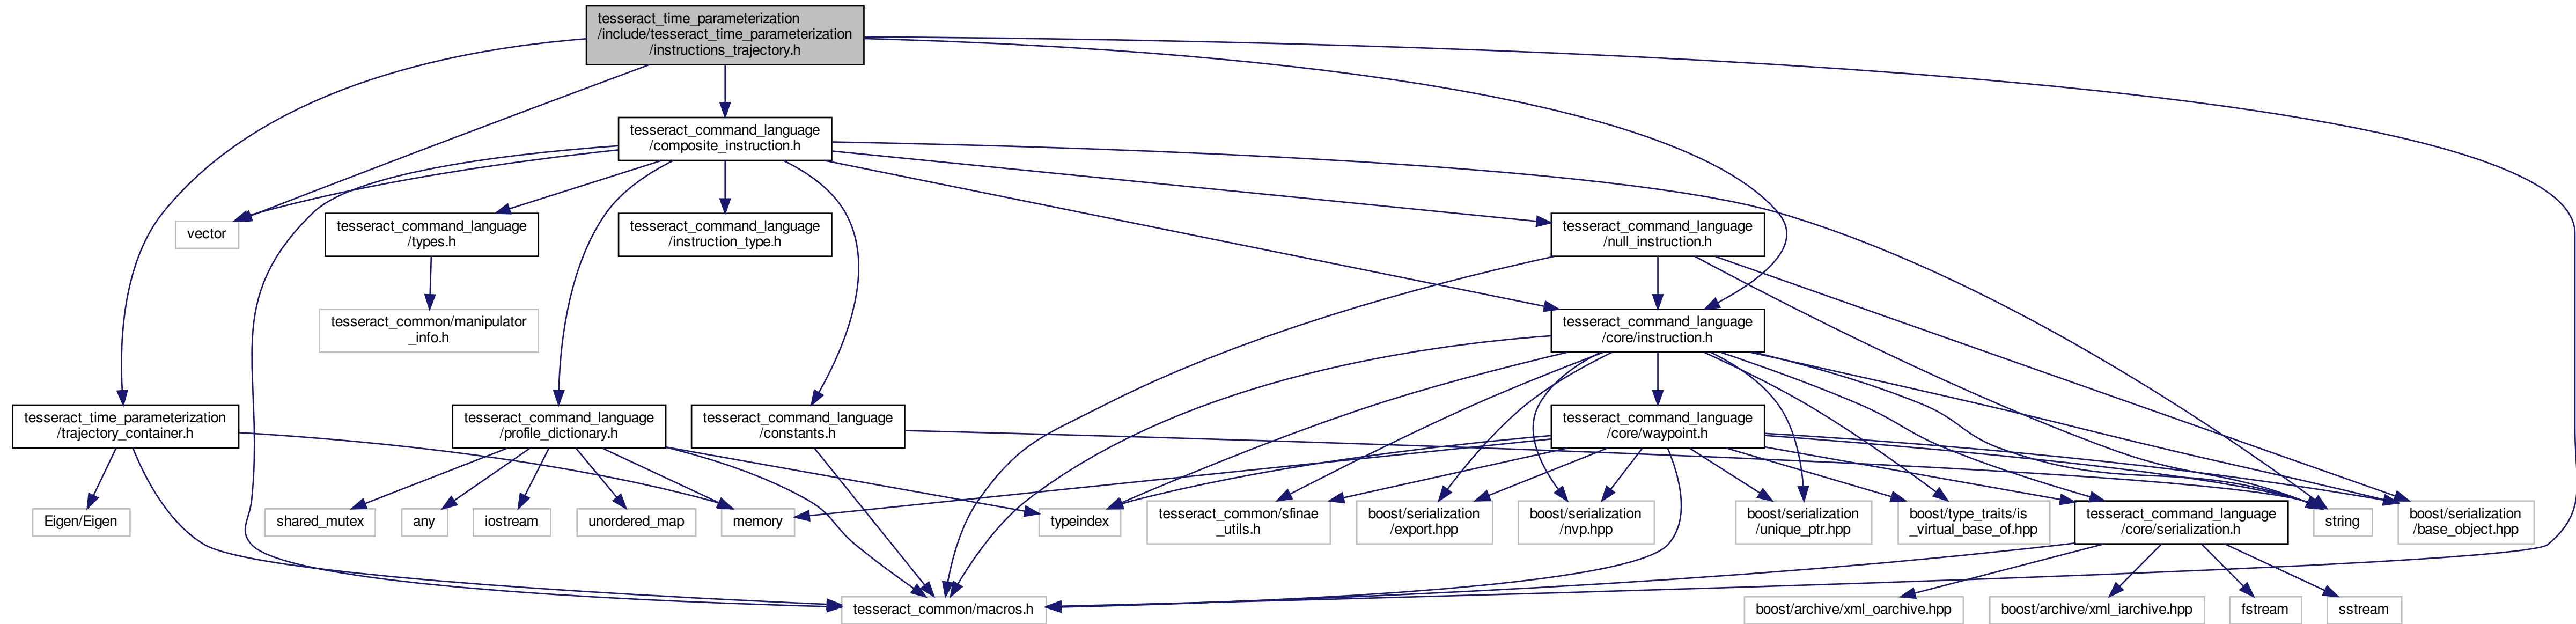 tesseract_time_parameterization
/include/tesseract_time_parameterization
/instructions_trajectory.h
tesseract_command_language
/composite_instruction.h
vector
tesseract_command_language
/types.h
tesseract_command_language
/instruction_type.h
tesseract_command_language
/null_instruction.h
tesseract_common/manipulator
_info.h
tesseract_command_language
/core/instruction.h
tesseract_time_parameterization
/trajectory_container.h
tesseract_command_language
/profile_dictionary.h
tesseract_command_language
/constants.h
tesseract_command_language
/core/waypoint.h
Eigen/Eigen
shared_mutex
any
iostream
unordered_map
memory
typeindex
tesseract_common/sfinae
_utils.h
boost/serialization
/export.hpp
boost/serialization
/nvp.hpp
boost/serialization
/unique_ptr.hpp
boost/type_traits/is
_virtual_base_of.hpp
tesseract_command_language
/core/serialization.h
string
boost/serialization
/base_object.hpp
tesseract_common/macros.h
boost/archive/xml_oarchive.hpp
boost/archive/xml_iarchive.hpp
fstream
sstream